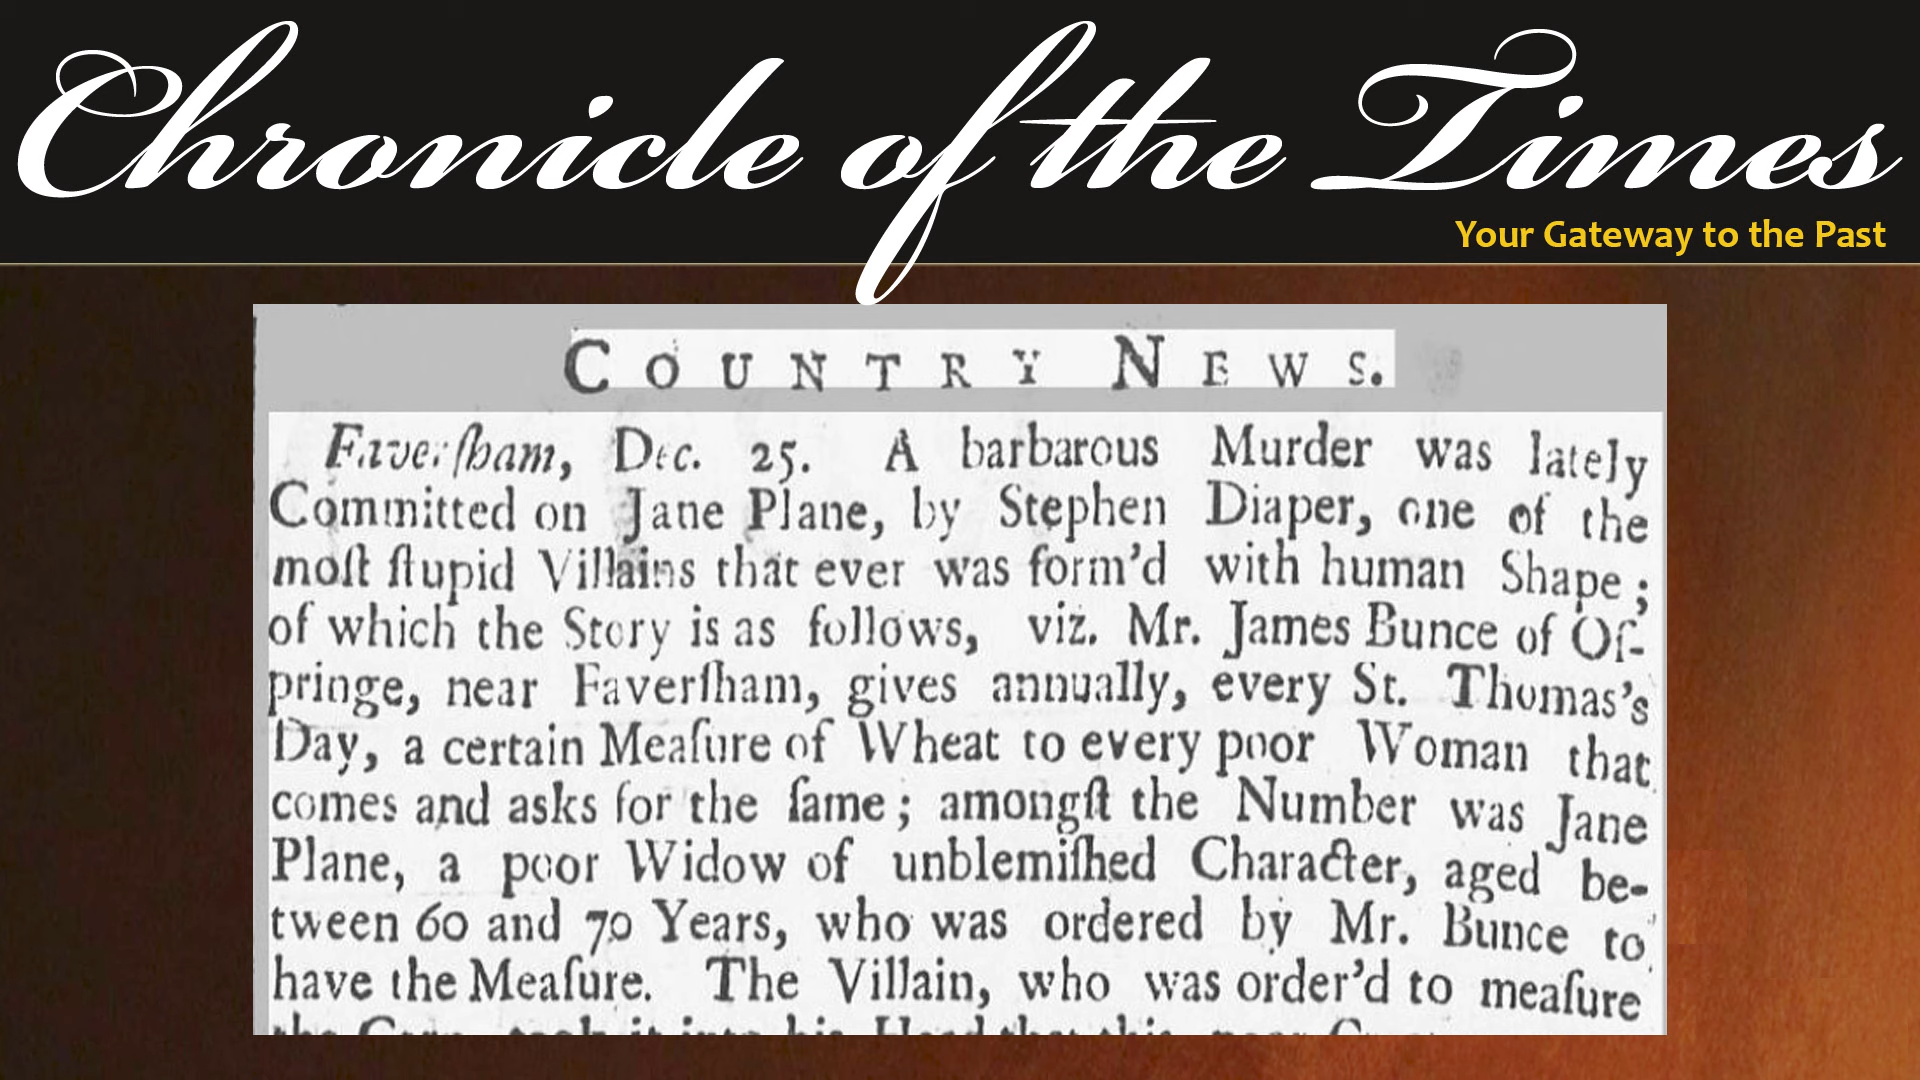 Chronicle of the Times
Your Gateway to the Past
COUNTRY NEWS.
Faverſham, Dec. 25. A barbarous Murder was lately
Committed on Jane Plane, by Stephen Diaper, one of the
moſt ſtupid Villains that ever was form'd with human Shape;
of which the Story is as follows, viz. Mr. James Bunce of Oſ-
pringe, near Faverſham, gives annually, every St. Thomas's
Day, a certain Meaſure of Wheat to every poor Woman that
comes and asks for the ſame; amongſt the Number was Jane
Plane, a poor Widow of unblemiſhed Character, aged be-
tween 60 and 70 Years, who was ordered by Mr. Bunce to
have the Meaſure. The Villain, who was order'd to meaſure